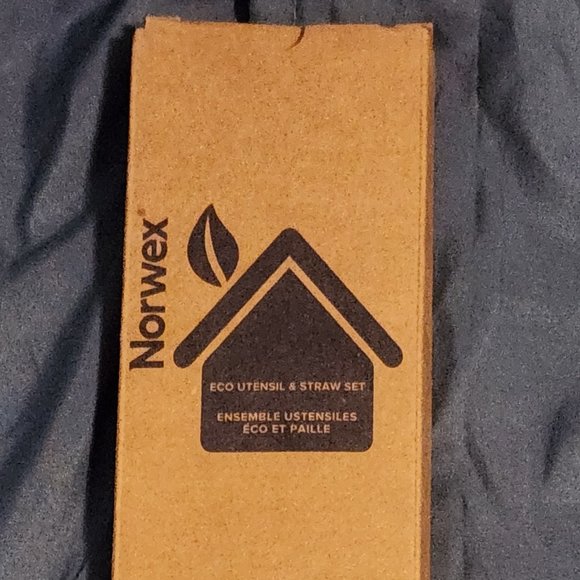 Norwex®
ECO UTENSIL & STRAW SET
ENSEMBLE USTENSILES
ÉCO ET PAILLE